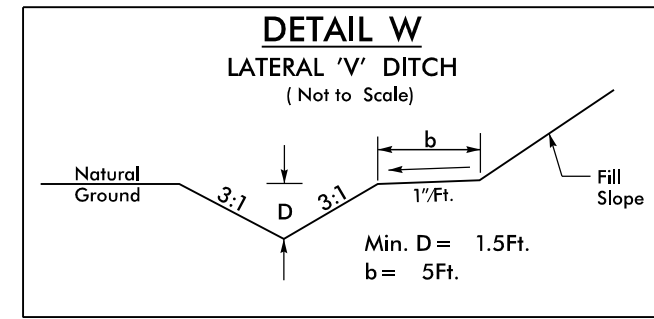 DETAIL W
LATERAL 'V' DITCH
( Not to Scale)
b
Natural
Ground
3:1
D
3:1
1"/Ft.
Fill
Slope
Min. D = 1.5Ft.
b = 5Ft.